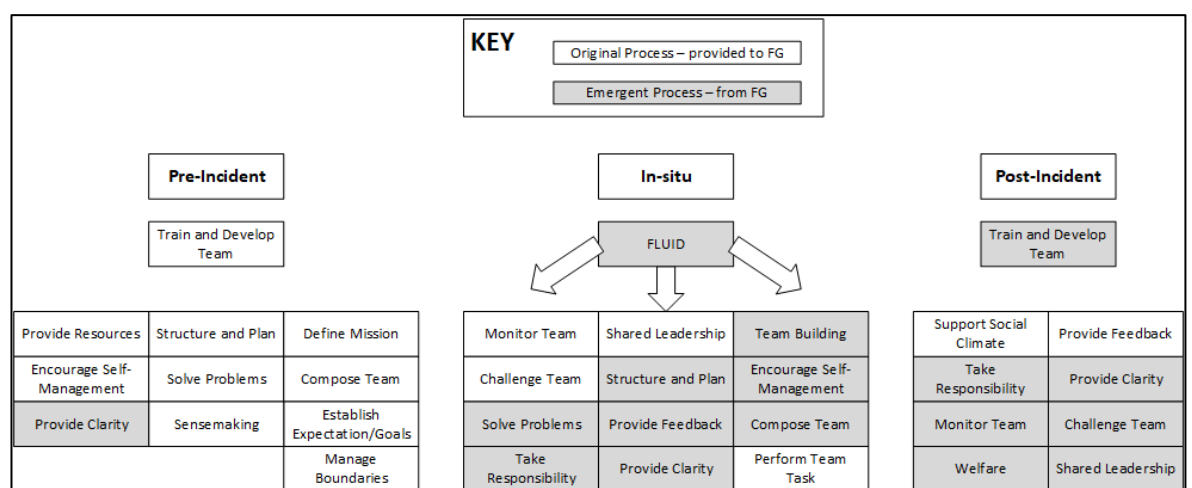 KEY
Original Process – provided to FG
Emergent Process – from FG
Pre-Incident
In-situ
Post-Incident
Train and Develop
Team
FLUID
Train and Develop
Team
Provide Resources
Structure and Plan
Define Mission
Encourage Self-
Management
Solve Problems
Compose Team
Provide Clarity
Sensemaking
Establish
Expectation/Goals
Manage
Boundaries
Monitor Team
Shared Leadership
Team Building
Challenge Team
Structure and Plan
Encourage Self-
Management
Solve Problems
Provide Feedback
Compose Team
Take
Responsibility
Provide Clarity
Perform Team
Task
Support Social
Climate
Provide Feedback
Take
Responsibility
Provide Clarity
Monitor Team
Challenge Team
Welfare
Shared Leadership